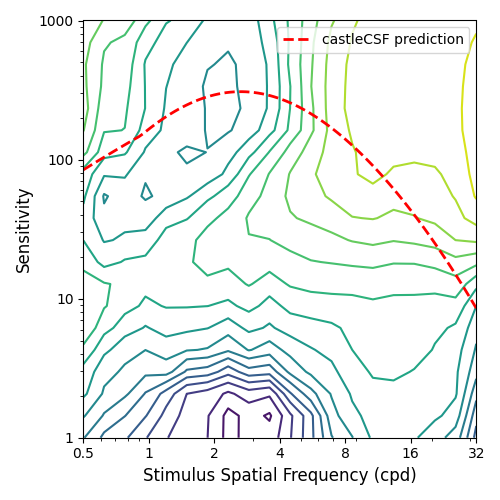 1000
castleCSF prediction
100
Sensitivity
10
1
0.5 1 2 4 8 16 32
Stimulus Spatial Frequency (cpd)